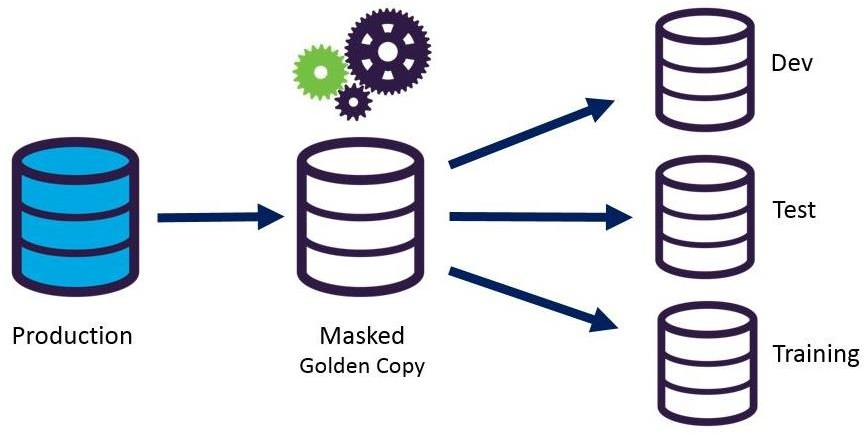 Dev
Test
Production
Masked
Golden Copy
Training